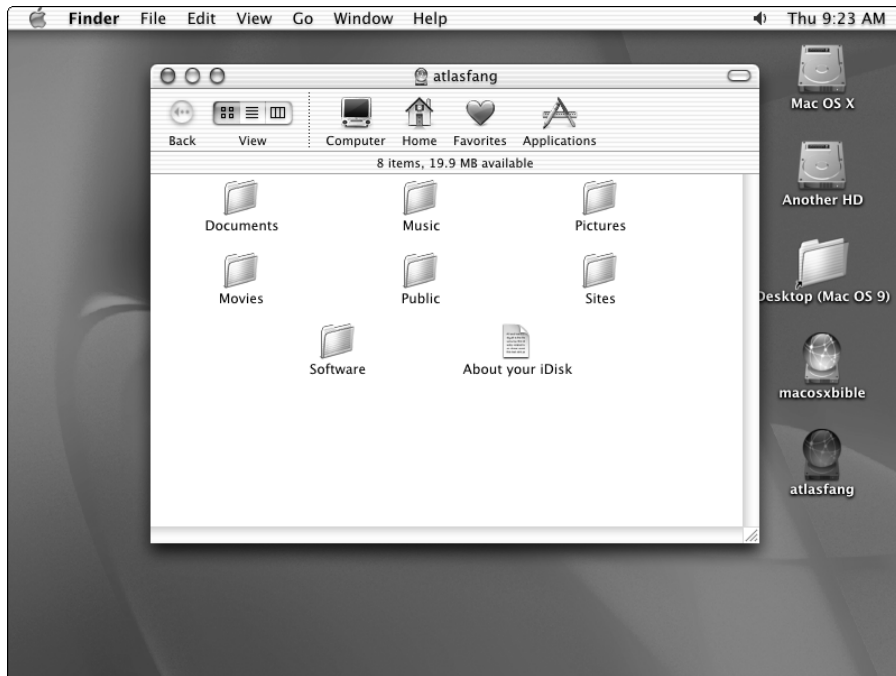 Finder File Edit View Go Window Help Thu 9:23 AM
atlasfang
Back View Computer Home Favorites Applications
8 items, 19.9 MB available
Documents Music Pictures
Movies Public Sites
Software About your iDisk
Mac OS X
Another HD
Desktop (Mac OS 9)
macosxbible
atlasfang